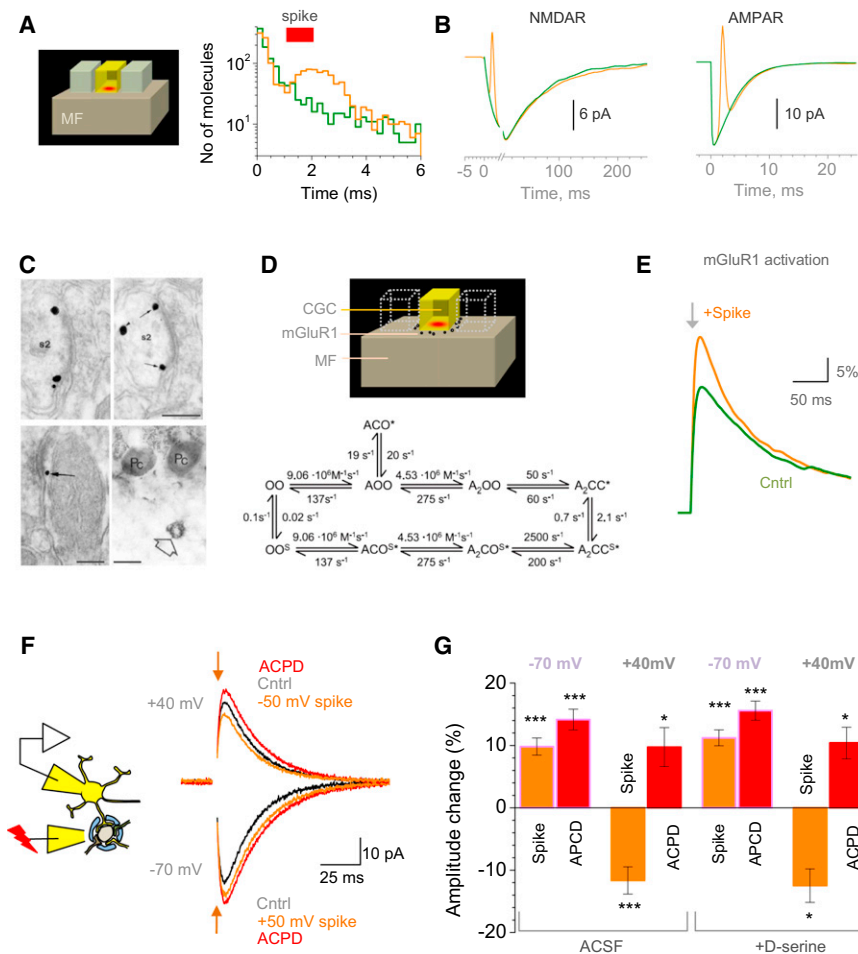 A
spike
No of molecules
10²
10¹
0 2 4 6
Time (ms)
MF
B
NMDAR
6 pA
-5 0 100 200
Time, ms
AMPAR
10 pA
0 10 20
Time, ms
C
s2
s2
Pc
Pc
D
CGC
mGluR1
MF
ACO*
19 s⁻¹ 20 s⁻¹
9.06 ·10⁶M⁻¹s⁻¹ 4.53 ·10⁶ M⁻¹s⁻¹ 50 s⁻¹
OO AOO A₂OO A₂CC*
137s⁻¹ 275 s⁻¹ 60 s⁻¹
0.1s⁻¹ 0.02 s⁻¹ 0.7 s⁻¹ 2,1 s⁻¹
9.06 ·10⁶ M⁻¹s⁻¹ 4.53 ·10⁶ M⁻¹s⁻¹ 2500 s⁻¹
OOˢ ACOˢ* A₂COˢ* A₂CCˢ*
137 s⁻¹ 275 s⁻¹ 200 s⁻¹
E
mGluR1 activation
+Spike
5%
50 ms
Cntrl
F
+40 mV
ACPD
Cntrl
-50 mV spike
-70 mV
10 pA
25 ms
Cntrl
+50 mV spike
ACPD
G
-70 mV +40mV -70 mV +40mV
Amplitude change (%)
20
10
0
-10
-20
*** *** * *** *** *
Spike APCD Spike ACPD Spike APCD Spike ACPD
*** *
ACSF +D-serine